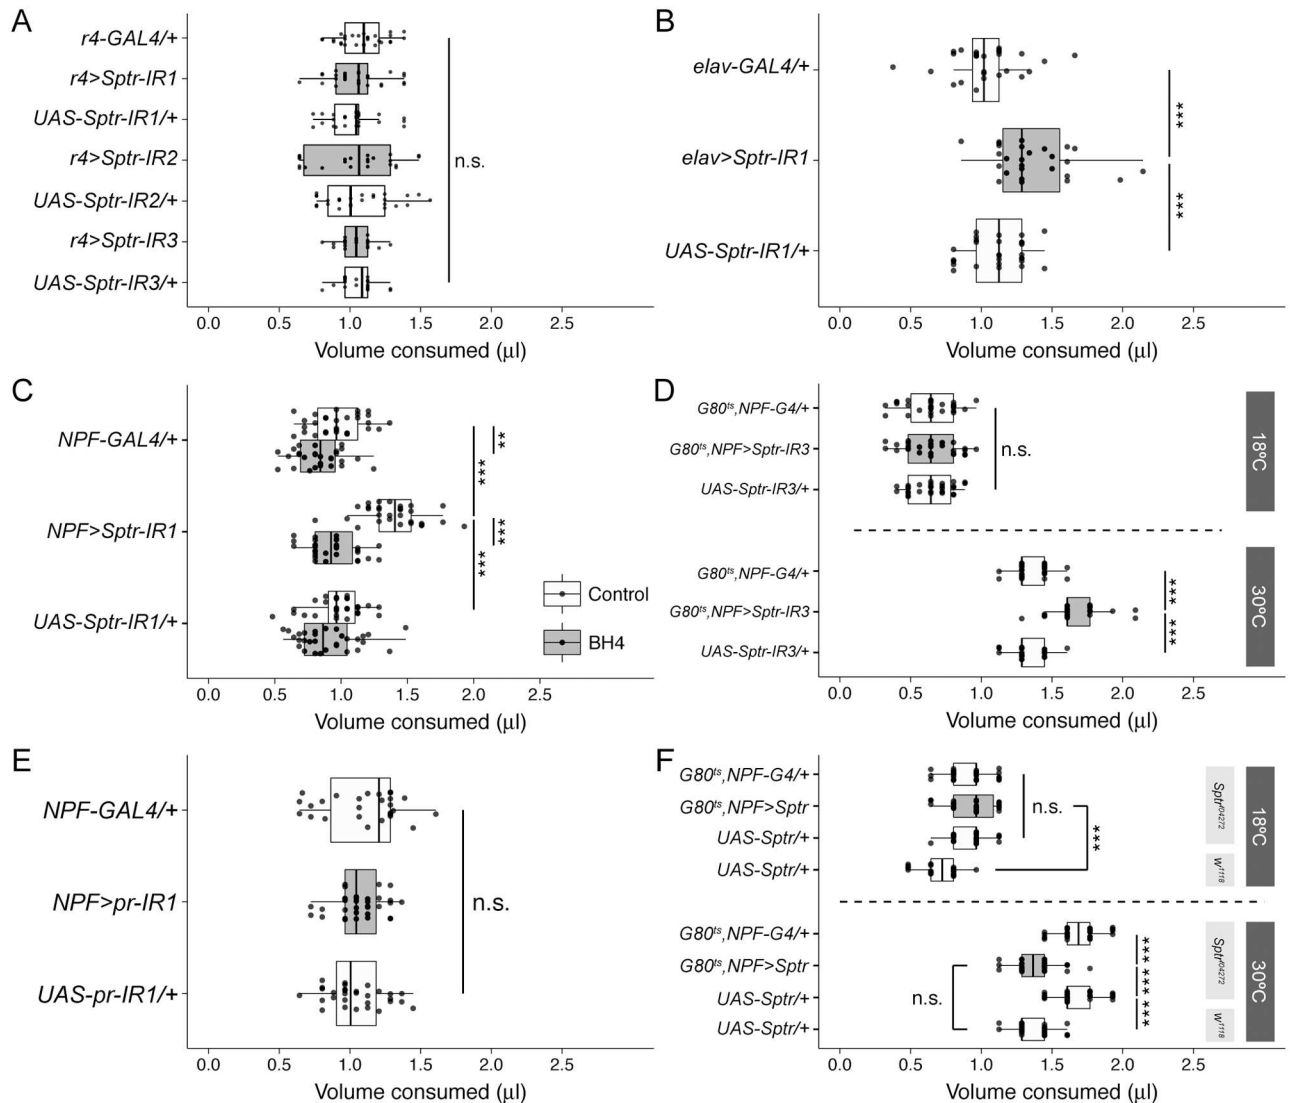 A
r4-GAL4/+
r4>Sptr-IR1
UAS-Sptr-IR1/+
r4>Sptr-IR2
UAS-Sptr-IR2/+
r4>Sptr-IR3
UAS-Sptr-IR3/+
n.s.
0.0 0.5 1.0 1.5 2.0 2.5
Volume consumed (μl)
B
elav-GAL4/+
elav>Sptr-IR1
UAS-Sptr-IR1/+
***
***
0.0 0.5 1.0 1.5 2.0 2.5
Volume consumed (μl)
C
NPF-GAL4/+
NPF>Sptr-IR1
UAS-Sptr-IR1/+
**
***
***
***
Control
BH4
0.0 0.5 1.0 1.5 2.0 2.5
Volume consumed (μl)
D
G80ts,NPF-G4/+
G80ts,NPF>Sptr-IR3
UAS-Sptr-IR3/+
n.s.
18ºC
G80ts,NPF-G4/+
G80ts,NPF>Sptr-IR3
UAS-Sptr-IR3/+
***
***
30ºC
0.0 0.5 1.0 1.5 2.0 2.5
Volume consumed (μl)
E
NPF-GAL4/+
NPF>pr-IR1
UAS-pr-IR1/+
n.s.
0.0 0.5 1.0 1.5 2.0 2.5
Volume consumed (μl)
F
G80ts,NPF-G4/+
G80ts,NPF>Sptr
UAS-Sptr/+
UAS-Sptr/+
n.s.
***
Sptrf04272
w1118
18ºC
G80ts,NPF-G4/+
G80ts,NPF>Sptr
UAS-Sptr/+
UAS-Sptr/+
n.s.
***
***
***
Sptrf04272
w1118
30ºC
0.0 0.5 1.0 1.5 2.0 2.5
Volume consumed (μl)